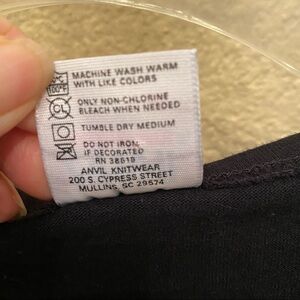 MACHINE WASH WARM
WITH LIKE COLORS
ONLY NON-CHLORINE
BLEACH WHEN NEEDED
TUMBLE DRY MEDIUM
DO NOT IRON
IF DECORATED
RN 38619
ANVIL KNITWEAR
200 S. CYPRESS STREET
MULLINS, SC 29574